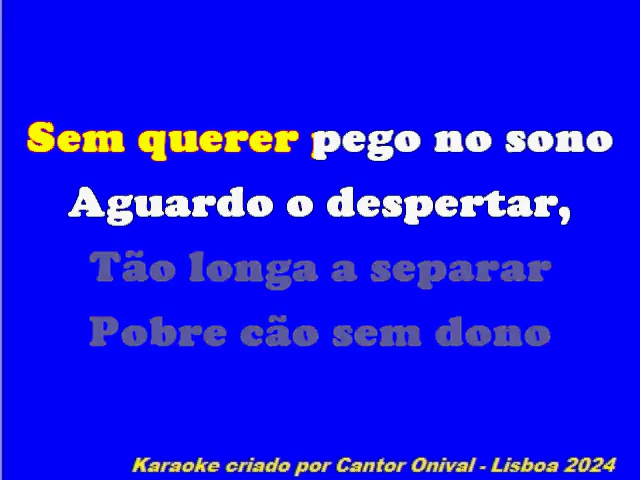 Sem querer pego no sono
Aguardo o despertar,
Tão longa a separar
Pobre cão sem dono
Karaoke criado por Cantor Onival - Lisboa 2024